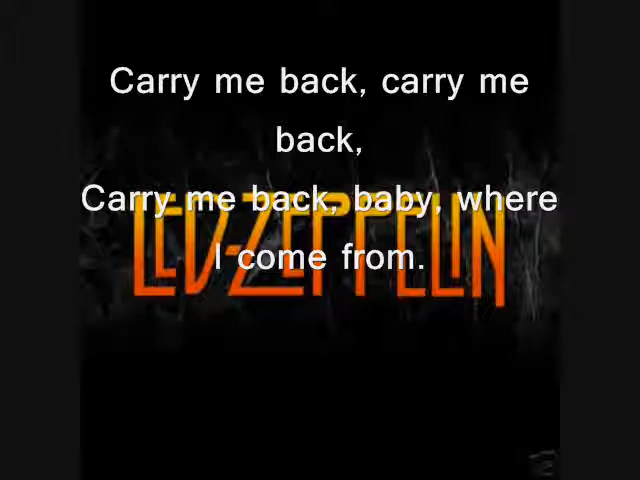 Carry me back, carry me
back,
Carry me back, baby, where
LED-ZEPPELIN
I come from.